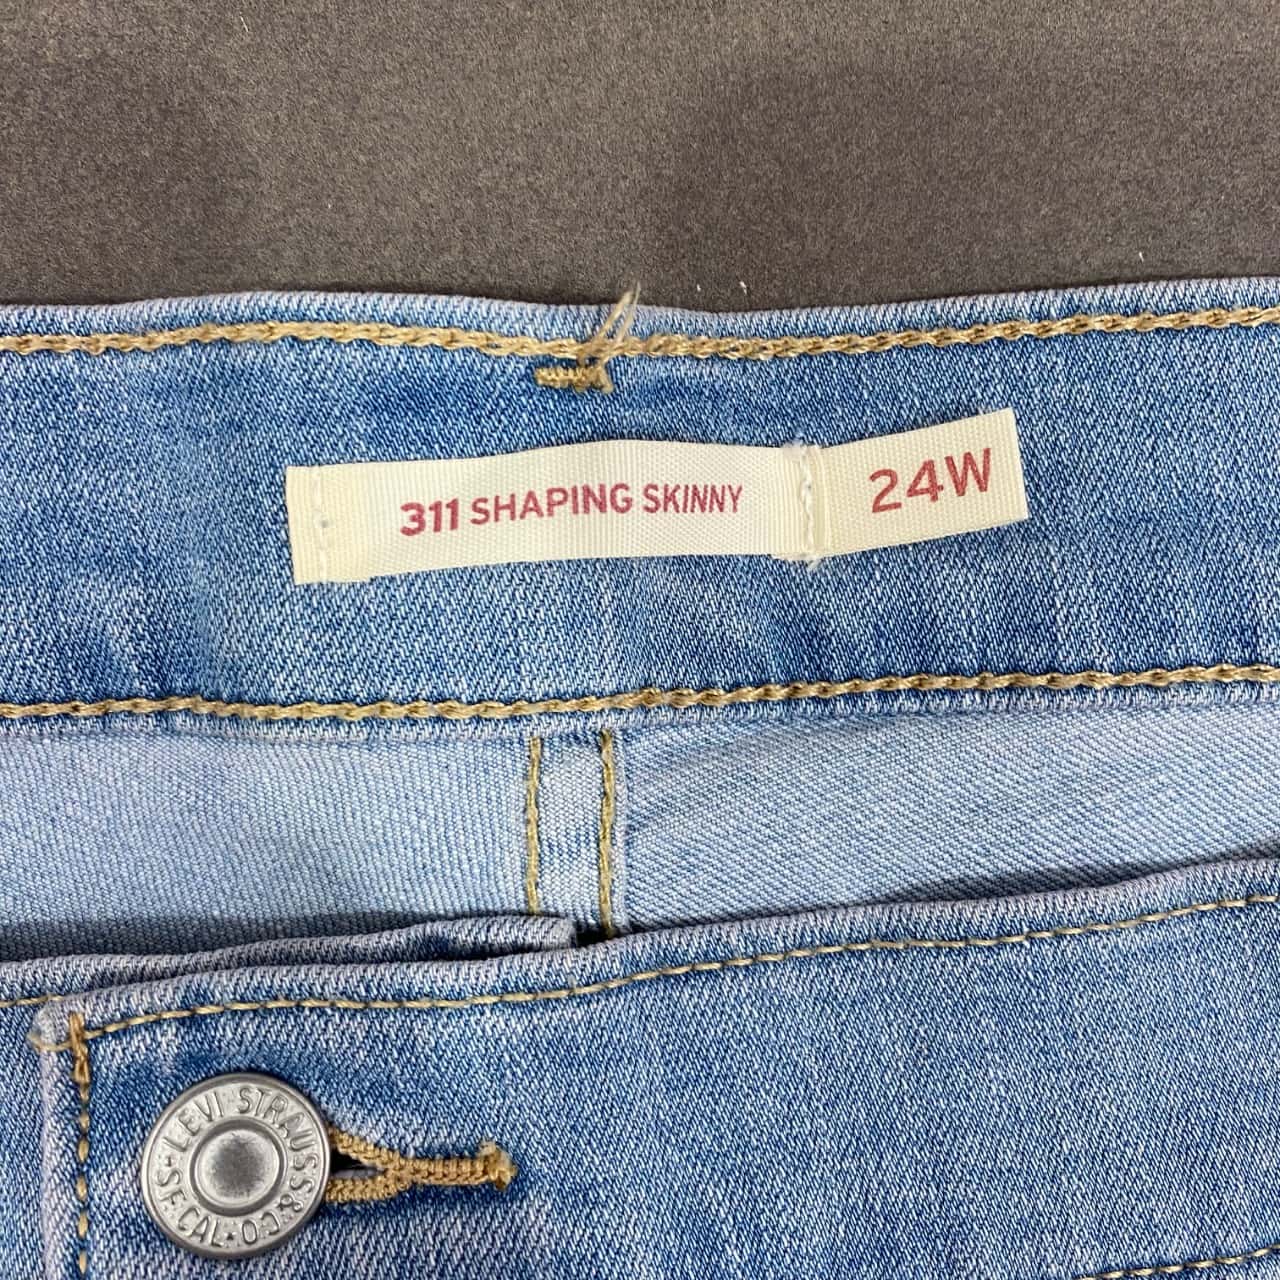 311 SHAPING SKINNY
24W
LEVI STRAUSS & CO. S.F. CAL.